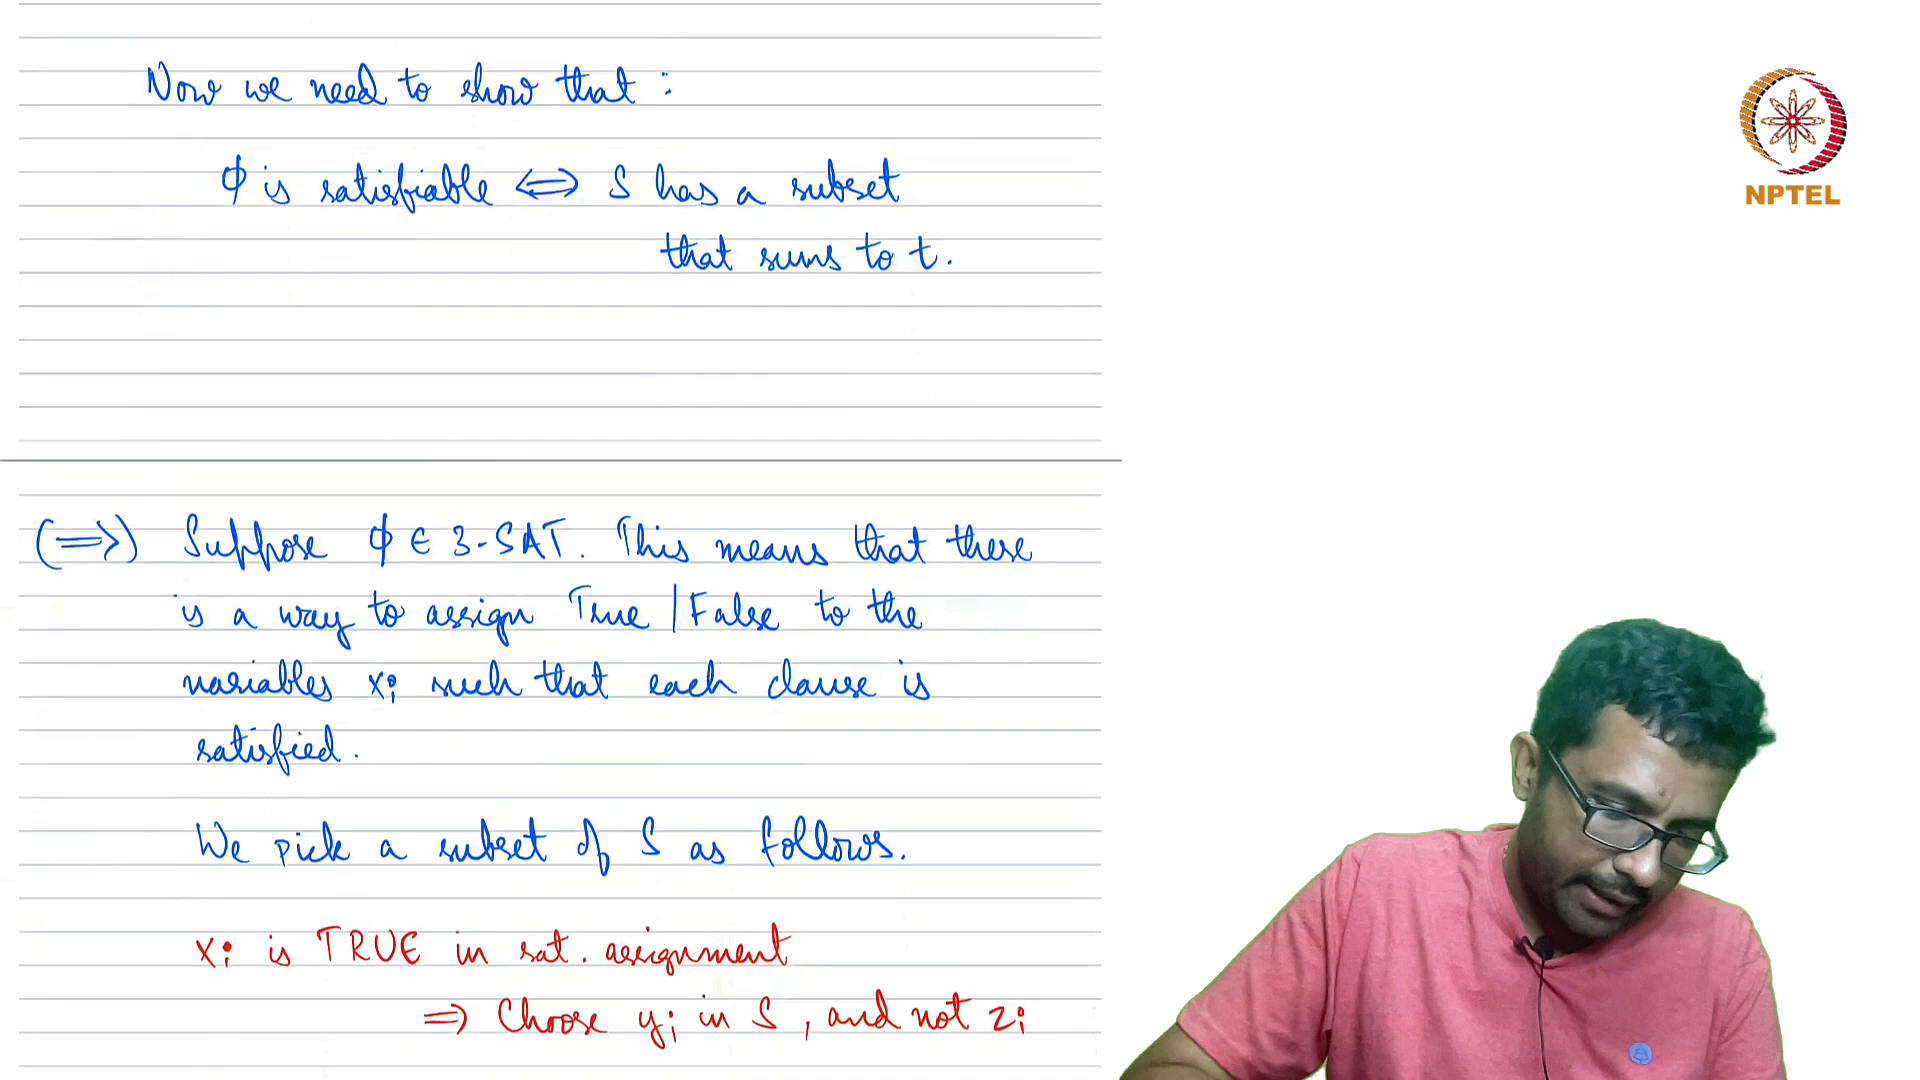 Now we need to show that :
ϕ is satisfiable ⇔ S has a subset
that sums to t.
NPTEL
(⇒) Suppose ϕ ∈ 3-SAT. This means that there
is a way to assign True / False to the
variables xi such that each clause is
satisfied.
We pick a subset of S as follows.
xi is TRUE in sat. assignment
⇒ Choose yi in S, and not zi